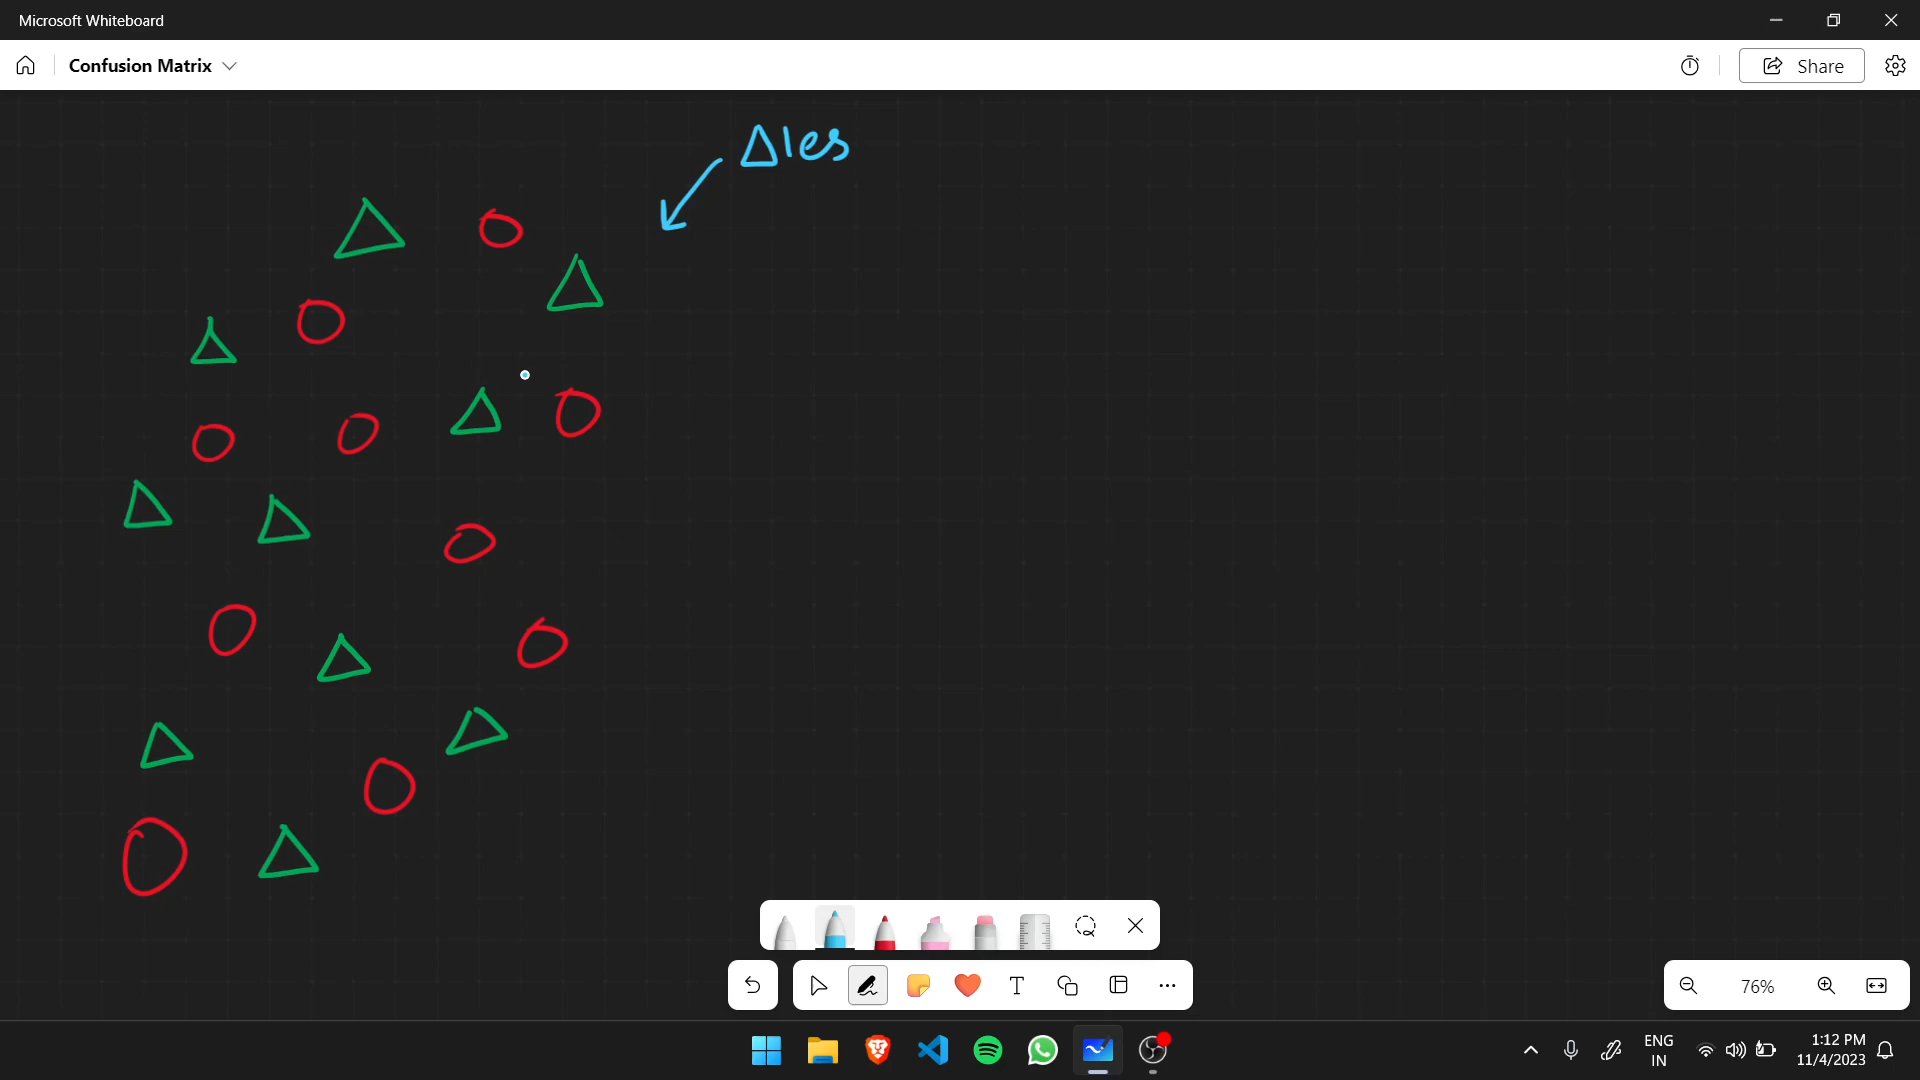 Microsoft Whiteboard
Confusion Matrix
Share
Δles
76%
ENG
IN
1:12 PM
11/4/2023